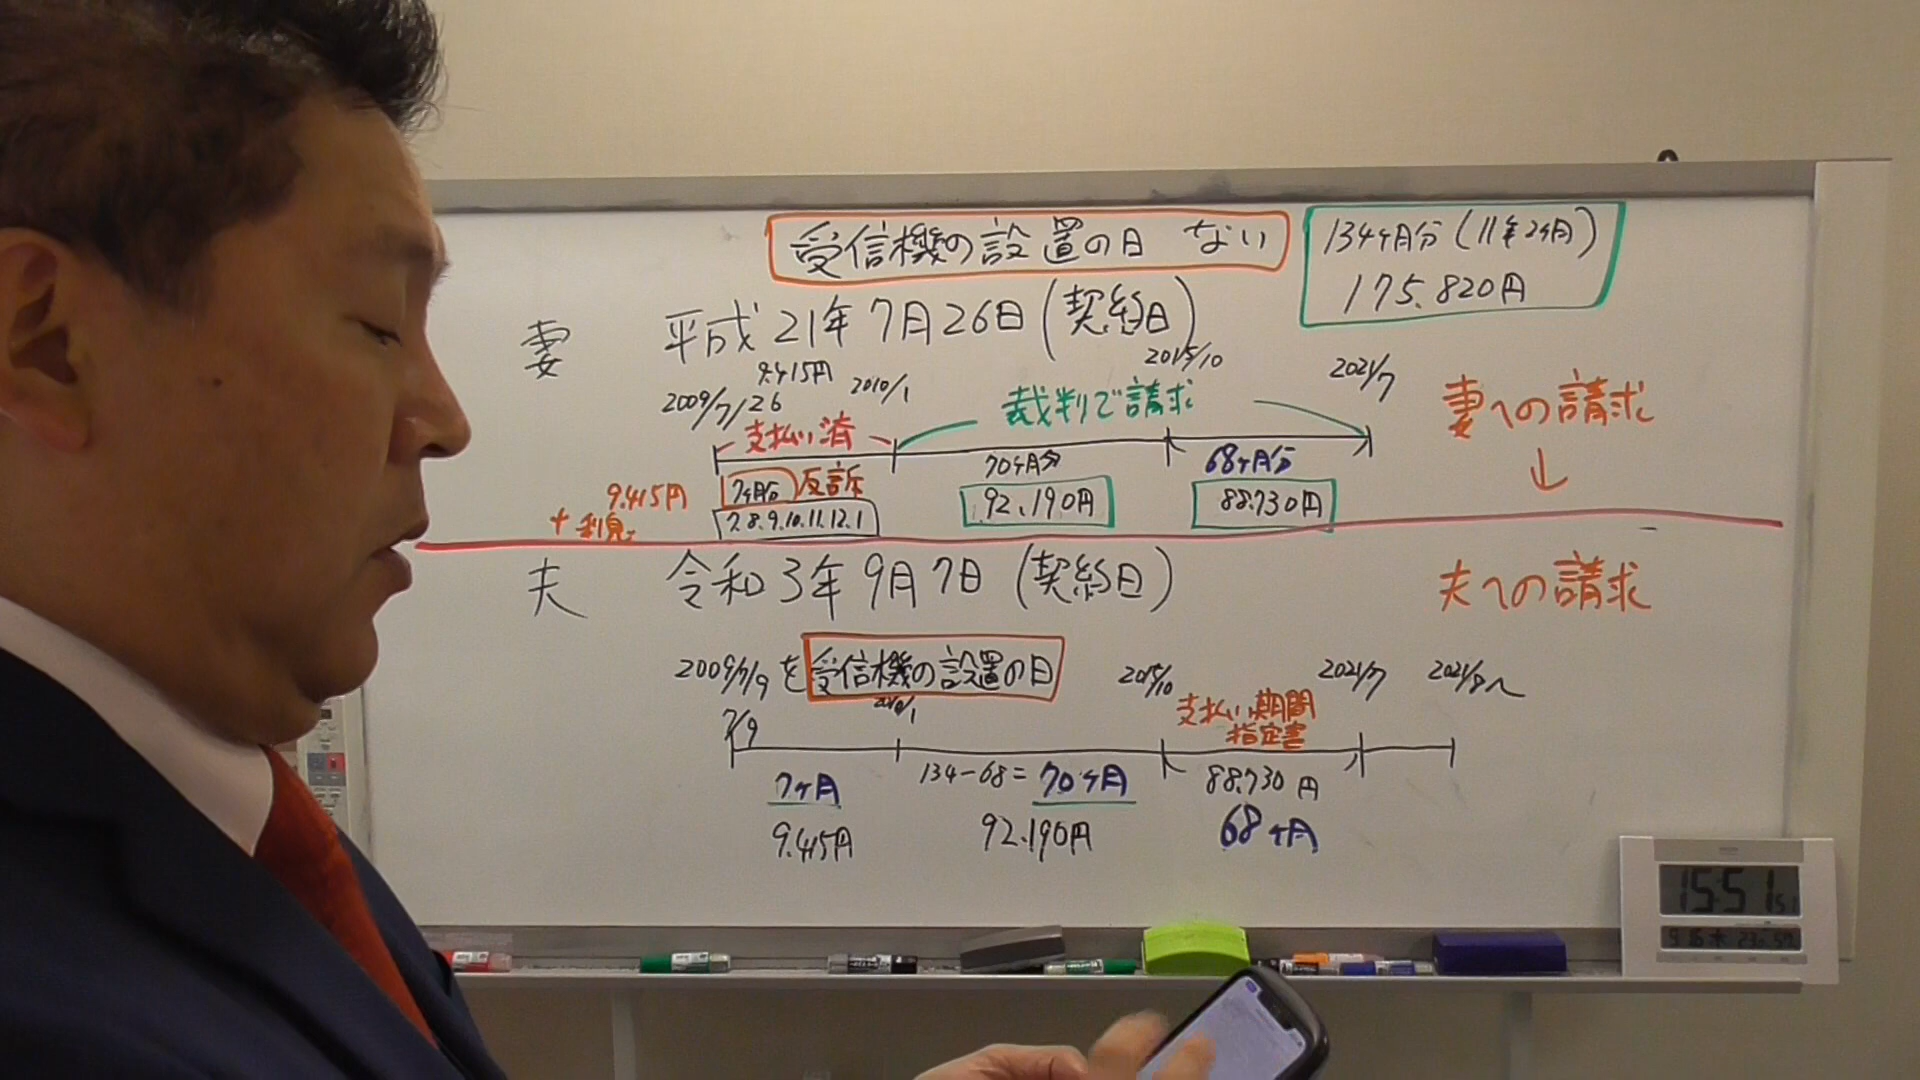 受信機の設置の日 ない
134ヶ月分(11年2ヶ月)
175.820円
妻 平成21年7月26日(契約日)
9.415円
2009/7/26
2010/1
2015/10
2021/7
支払い済
裁判で請求
妻への請求
↓
7ヶ月分 反訴
70ヶ月分
68ヶ月分
9.415円
+利息
7.8.9.10.11.12.1
92.190円
88.730円
夫 令和3年9月7日(契約日)
夫への請求
2009/7/9を受信機の設置の日
7/9
2010/1
2015/10
2021/7
2021/8~
支払い期間
指定書
7ヶ月
134-68=70ヶ月
88.730円
9.415円
92.190円
68ヶ月
15:51